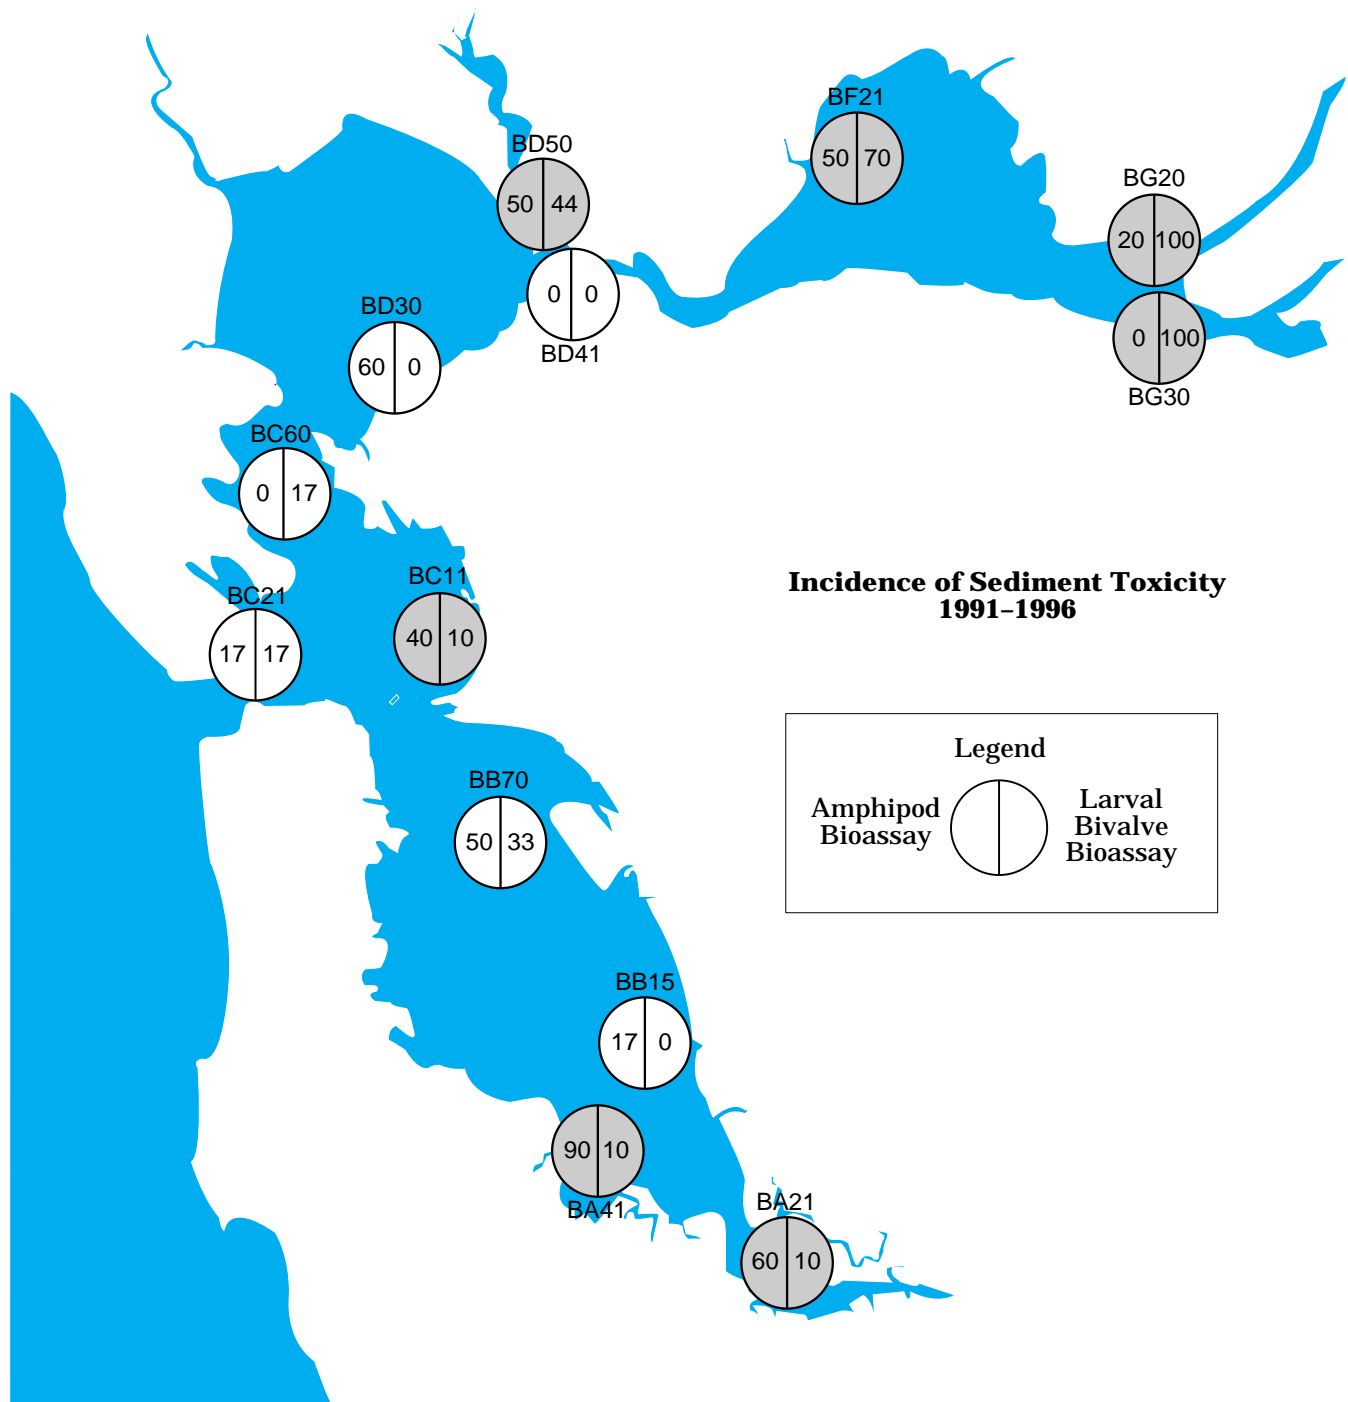 BF21
50 70
BD50
50 44
BG20
20 100
0 0
BD41
BD30
60 0
0 100
BG30
BC60
0 17
BC21
17 17
BC11
40 10
Incidence of Sediment Toxicity
1991–1996
Legend
Amphipod
Bioassay
Larval
Bivalve
Bioassay
BB70
50 33
BB15
17 0
90 10
BA41
BA21
60 10